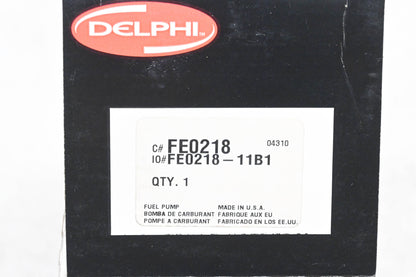 DELPHI
C# FE0218 04310
IO# FE0218-11B1
QTY. 1
FUEL PUMP MADE IN U.S.A.
BOMBA DE CARBURANT FABRIQUE AUX EU
POMPE A CARBURANT FABRICADO EN LOS EE.UU.